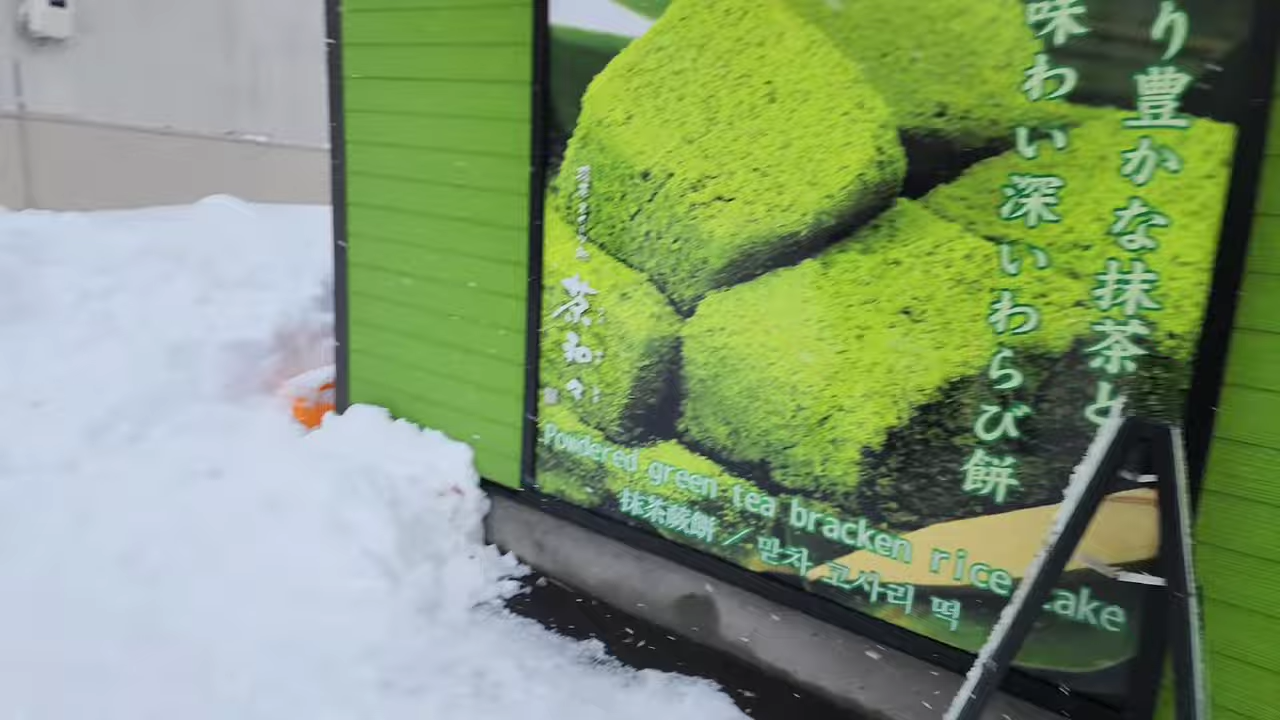 り豊かな抹茶と
味わい深いわらび餅
茶和々
Powdered green tea bracken rice cake
抹茶蕨餅 / 말차 고사리 떡